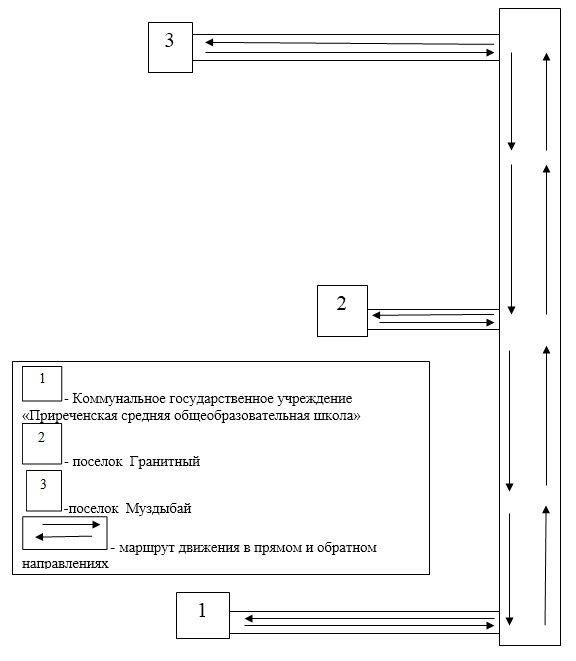 3
2
1
- Коммунальное государственное учреждение
«Приреченская средняя общеобразовательная школа»
2
- поселок Гранитный
3
-поселок Муздыбай
- маршрут движения в прямом и обратном
направлениях
1